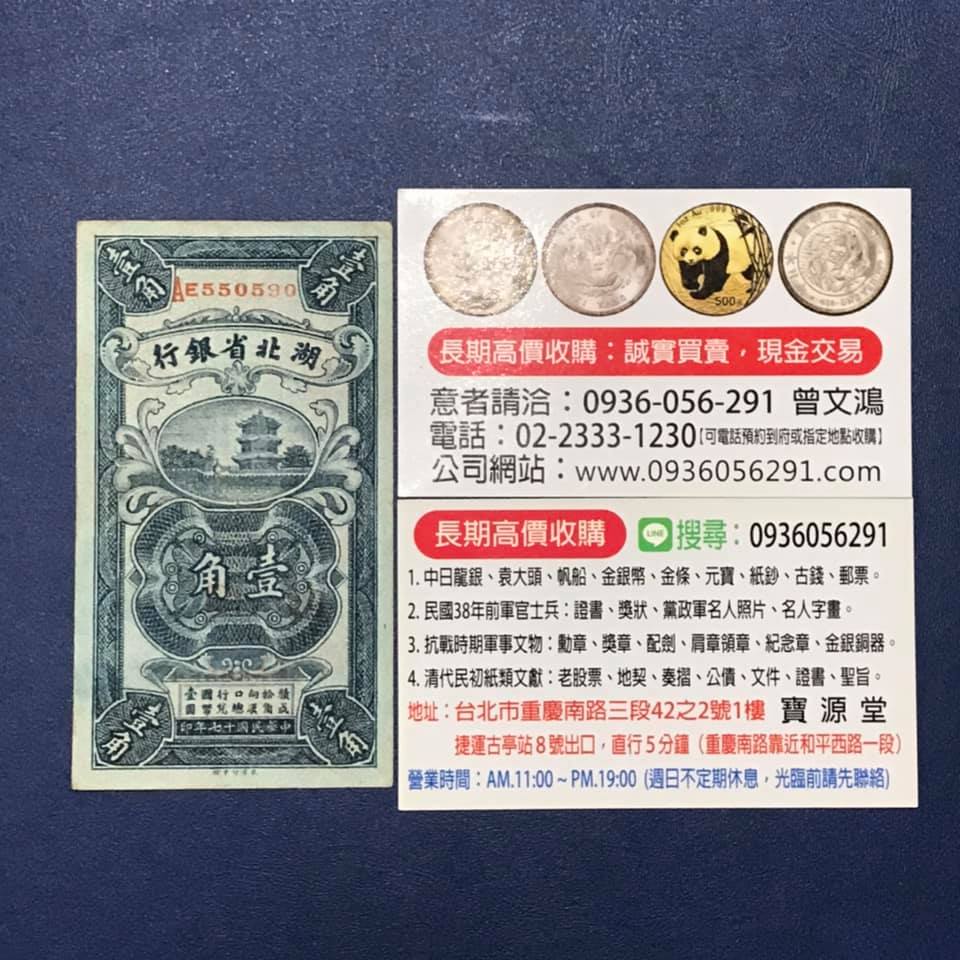 壹角
壹角
AE550590
湖北省銀行
壹角
積拾向口行國壹
成角漢總兌幣圓
中華民國十七年印
壹角
壹角
500
長期高價收購：誠實買賣，現金交易
意者請洽：0936-056-291 曾文鴻
電話：02-2333-1230【可電話預約到府或指定地點收購】
公司網站：www.0936056291.com
長期高價收購 LINE 搜尋：0936056291
1. 中日龍銀、袁大頭、帆船、金銀幣、金條、元寶、紙鈔、古錢、郵票。
2. 民國38年前軍官士兵：證書、獎狀、黨政軍名人照片、名人字畫。
3. 抗戰時期軍事文物：勳章、獎章、配劍、肩章領章、紀念章、金銀銅器。
4. 清代民初紙類文獻：老股票、地契、奏摺、公債、文件、證書、聖旨。
地址：台北市重慶南路三段42之2號1樓 寶源堂
捷運古亭站8號出口，直行5分鐘（重慶南路靠近和平西路一段）
營業時間：AM.11:00 ~ PM.19:00 (週日不定期休息，光臨前請先聯絡)